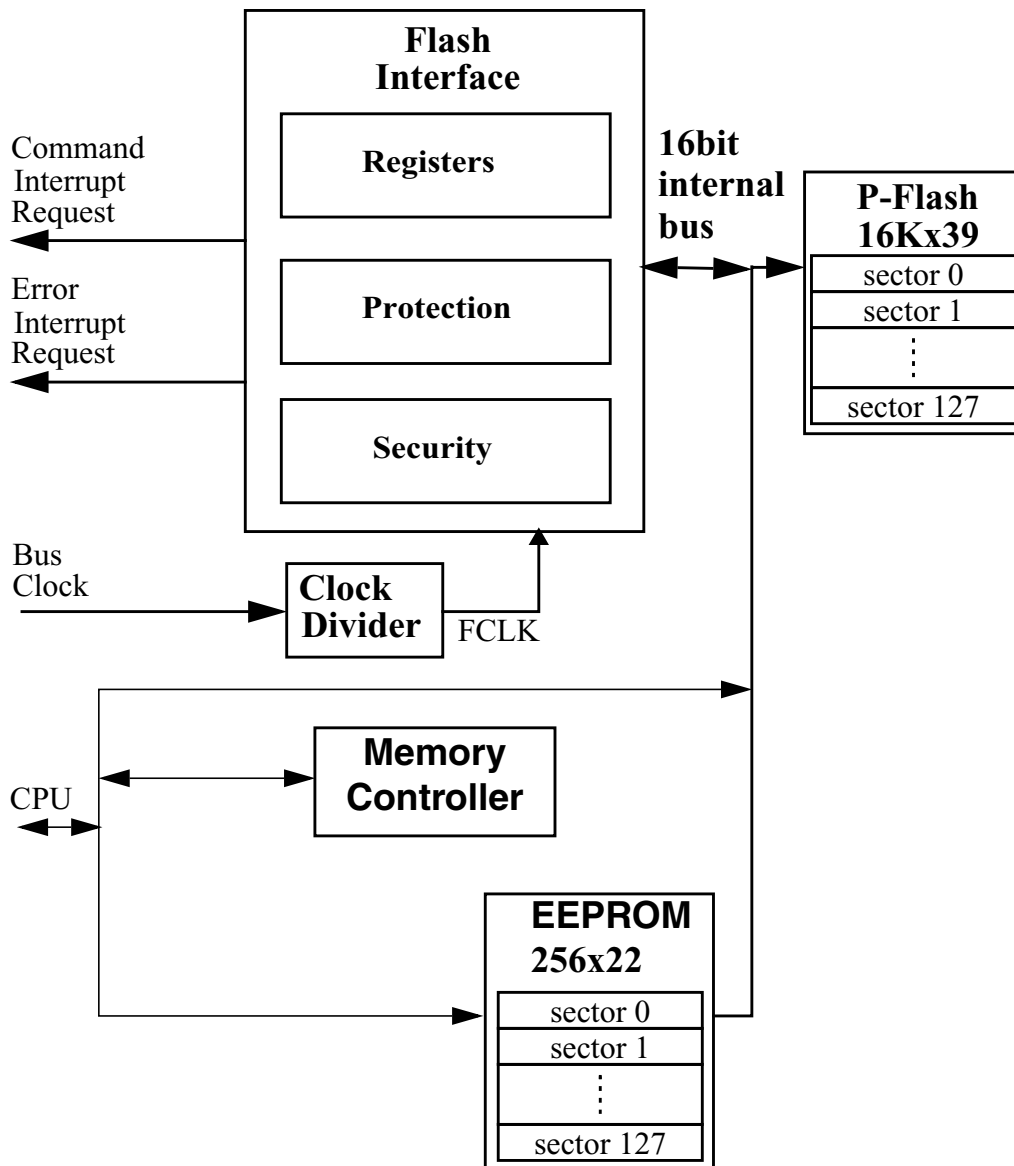 Flash
Interface
Registers
Protection
Security
Command
Interrupt
Request
Error
Interrupt
Request
16bit
internal
bus
P-Flash
16Kx39
sector 0
sector 1
sector 127
Bus
Clock
Clock
Divider
FCLK
Memory
Controller
CPU
EEPROM
256x22
sector 0
sector 1
sector 127